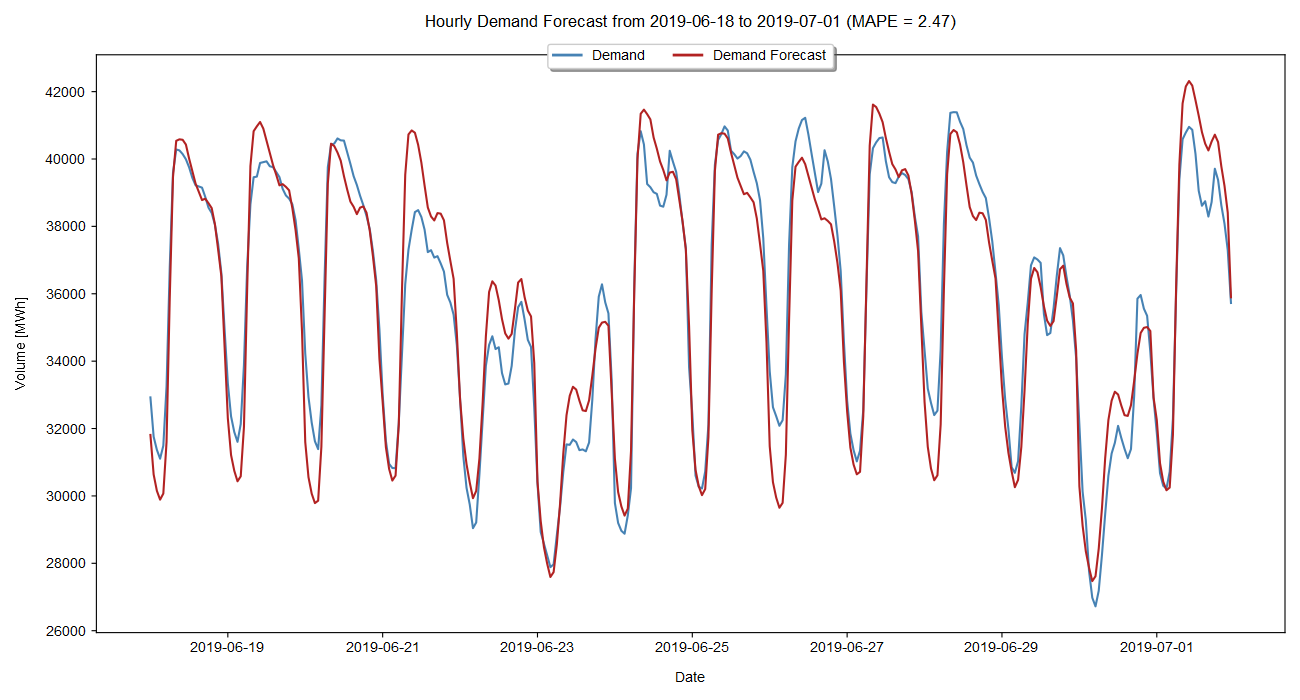 Hourly Demand Forecast from 2019-06-18 to 2019-07-01 (MAPE = 2.47)
Demand Demand Forecast
42000
40000
38000
36000
34000
32000
30000
28000
26000
Volume [MWh]
2019-06-19 2019-06-21 2019-06-23 2019-06-25 2019-06-27 2019-06-29 2019-07-01
Date